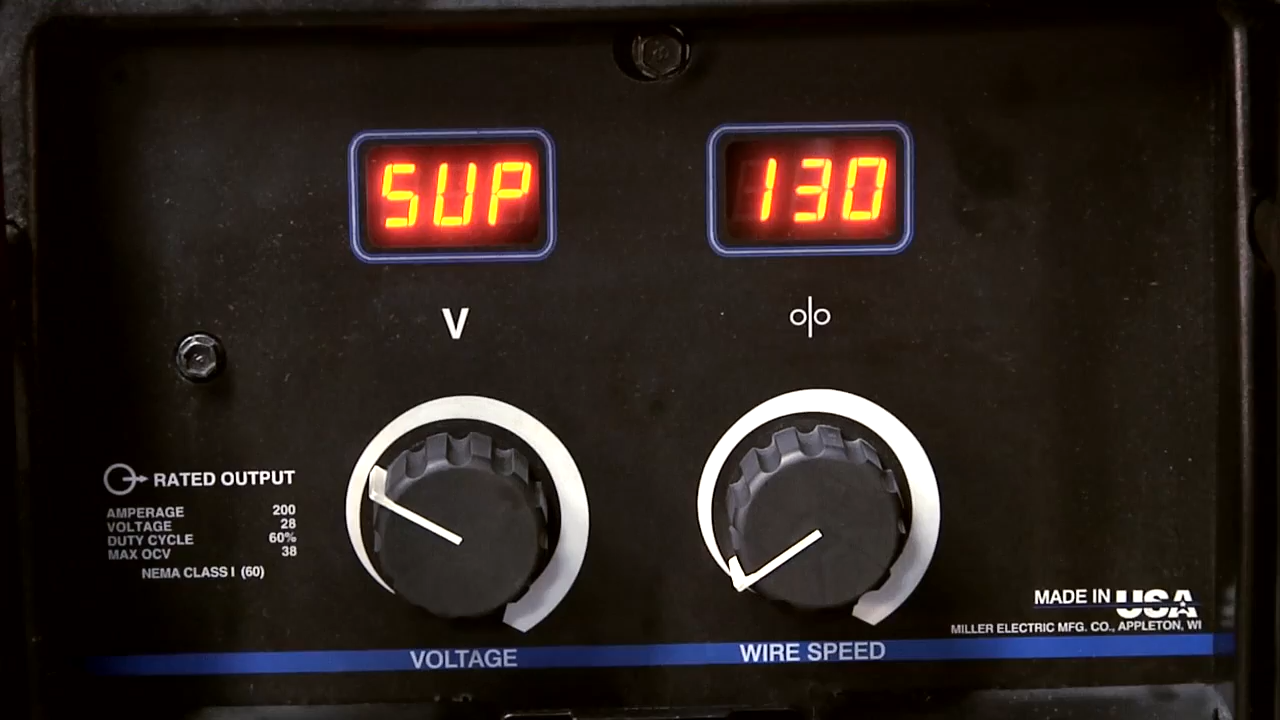 SUP
130
V
RATED OUTPUT
AMPERAGE 200
VOLTAGE 28
DUTY CYCLE 60%
MAX OCV 38
NEMA CLASS I (60)
MADE IN USA
MILLER ELECTRIC MFG. CO., APPLETON, WI
VOLTAGE
WIRE SPEED